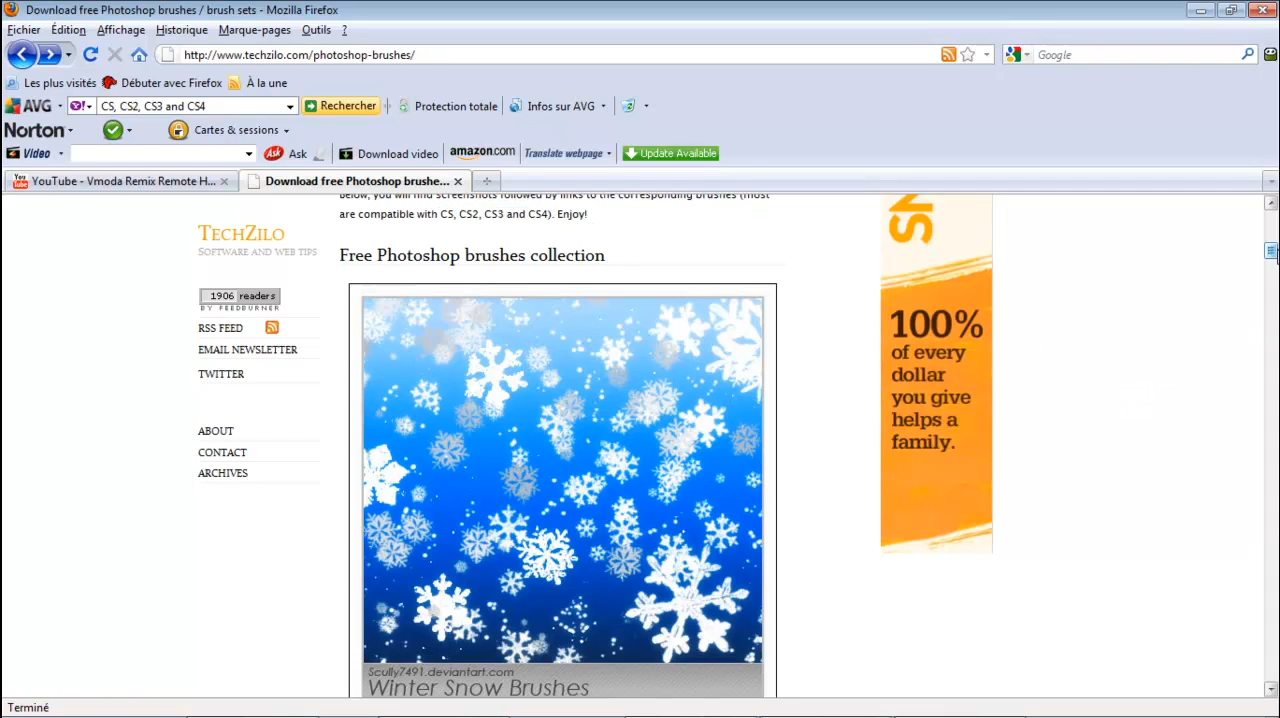 Download free Photoshop brushes / brush sets - Mozilla Firefox
Fichier Édition Affichage Historique Marque-pages Outils ?
http://www.techzilo.com/photoshop-brushes/ Google
Les plus visités Débuter avec Firefox À la une
AVG Y! CS, CS2, CS3 and CS4 Rechercher Protection totale Infos sur AVG
Norton Cartes & sessions
Video Ask Ask Download video amazon.com Translate webpage Update Available
You Tube YouTube - Vmoda Remix Remote H... Download free Photoshop brushe...
below, you will find screenshots followed by links to the corresponding brushes (most
are compatible with CS, CS2, CS3 and CS4). Enjoy!
TechZilo
Software and web tips
1906 readers
BY FEEDBURNER
RSS FEED
EMAIL NEWSLETTER
TWITTER
ABOUT
CONTACT
ARCHIVES
Free Photoshop brushes collection
Scully7491.deviantart.com
Winter Snow Brushes
100%
of every
dollar
you give
helps a
family.
Terminé